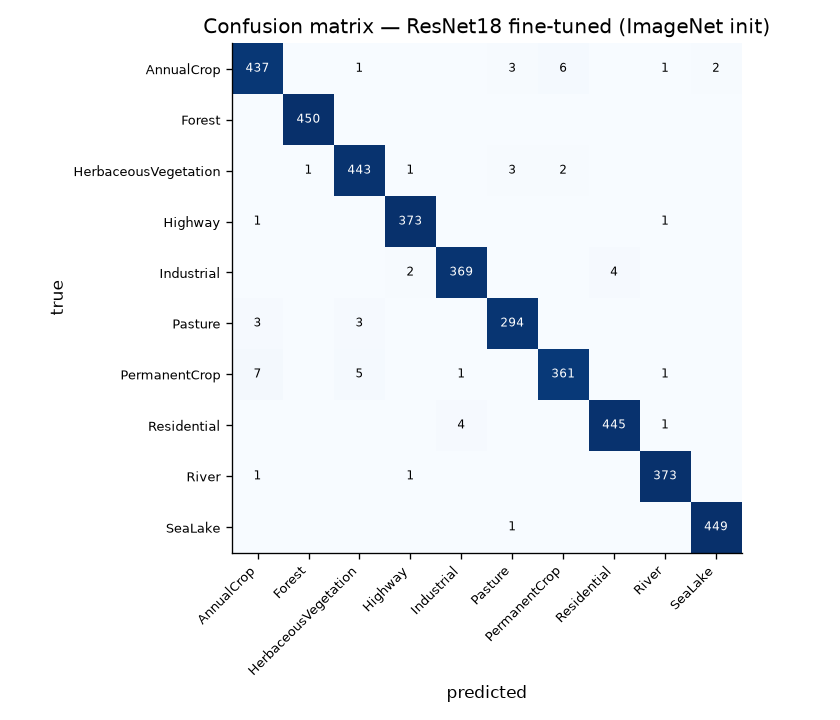 Confusion matrix — ResNet18 fine-tuned (ImageNet init)
AnnualCrop 437 1 3 6 1 2
Forest 450
HerbaceousVegetation 1 443 1 3 2
Highway 1 373 1
Industrial 2 369 4
Pasture 3 3 294
PermanentCrop 7 5 1 361 1
Residential 4 445 1
River 1 1 373
SeaLake 1 449
true
AnnualCrop Forest HerbaceousVegetation Highway Industrial Pasture PermanentCrop Residential River SeaLake
predicted